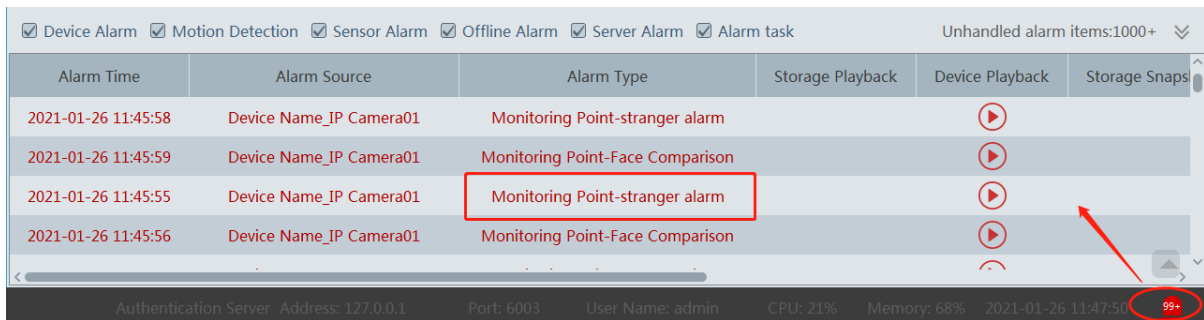 Device Alarm Motion Detection Sensor Alarm Offline Alarm Server Alarm Alarm task Unhandled alarm items:1000+
Alarm Time Alarm Source Alarm Type Storage Playback Device Playback Storage Snaps
2021-01-26 11:45:58 Device Name_IP Camera01 Monitoring Point-stranger alarm
2021-01-26 11:45:59 Device Name_IP Camera01 Monitoring Point-Face Comparison
2021-01-26 11:45:55 Device Name_IP Camera01 Monitoring Point-stranger alarm
2021-01-26 11:45:56 Device Name_IP Camera01 Monitoring Point-Face Comparison
Authentication Server Address: 127.0.0.1 Port: 6003 User Name: admin CPU: 21% Memory: 68% 2021-01-26 11:47:50 99+